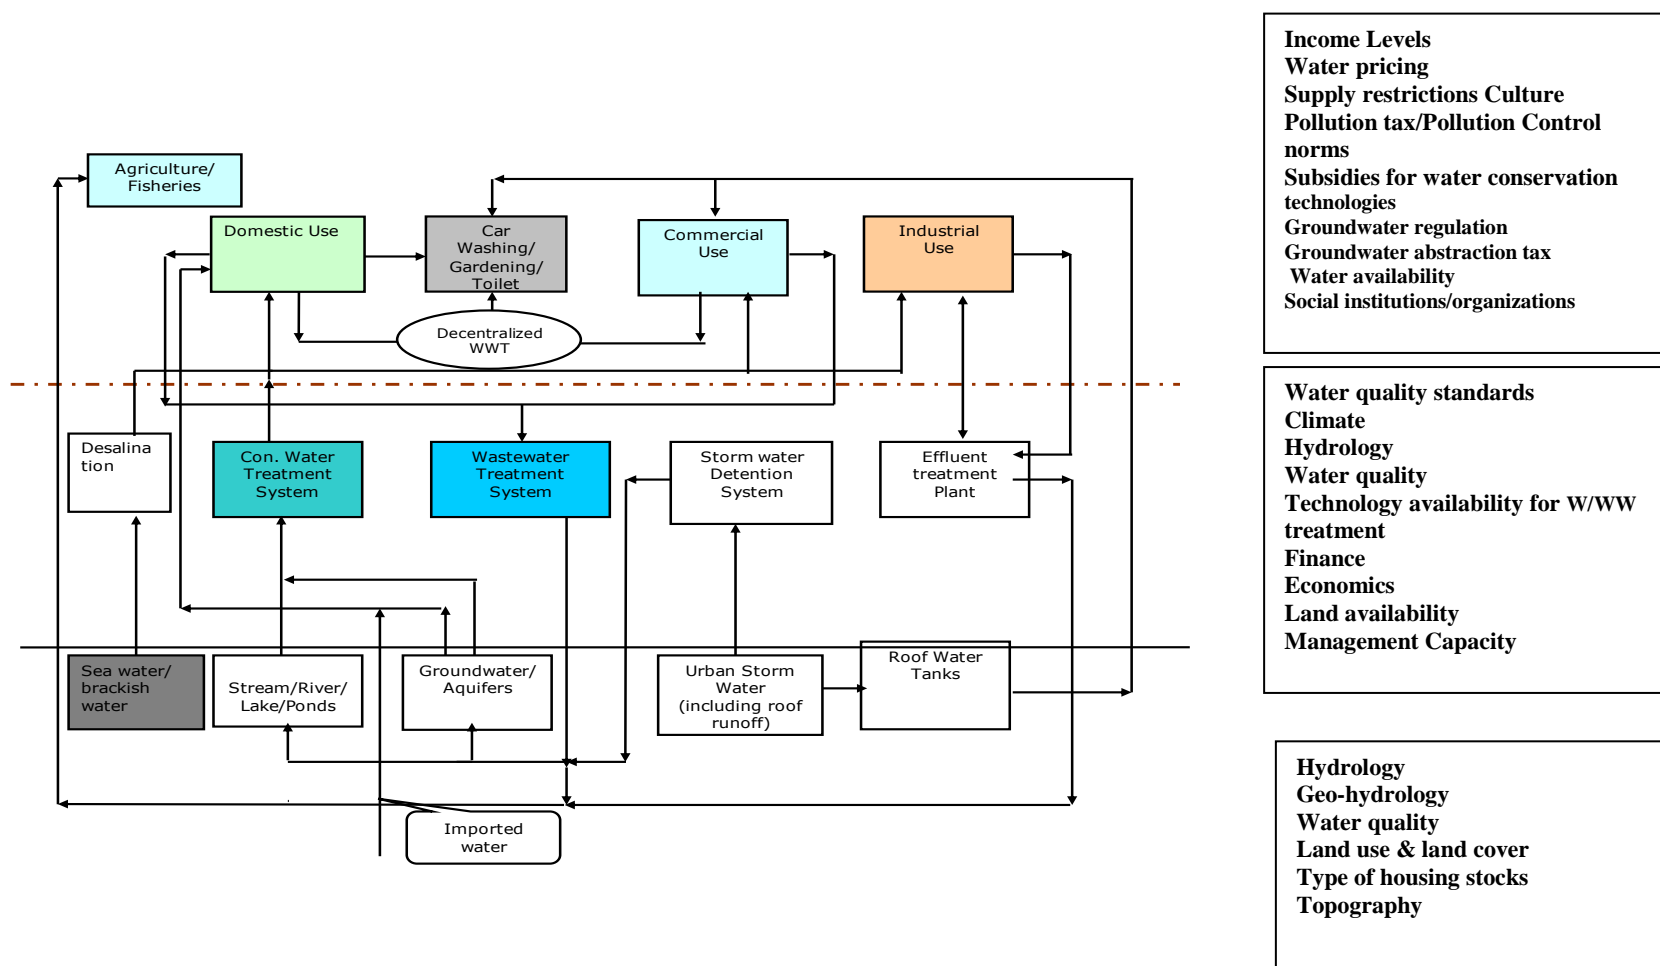 Agriculture/
Fisheries
Domestic Use
Car
Washing/
Gardening/
Toilet
Commercial
Use
Industrial
Use
Decentralized
WWT
Desalina
tion
Con. Water
Treatment
System
Wastewater
Treatment
System
Storm water
Detention
System
Effluent
treatment
Plant
Sea water/
brackish
water
Stream/River/
Lake/Ponds
Groundwater/
Aquifers
Urban Storm
Water
(including roof
runoff)
Roof Water
Tanks
Imported
water
Income Levels
Water pricing
Supply restrictions Culture
Pollution tax/Pollution Control
norms
Subsidies for water conservation
technologies
Groundwater regulation
Groundwater abstraction tax
Water availability
Social institutions/organizations
Water quality standards
Climate
Hydrology
Water quality
Technology availability for W/WW
treatment
Finance
Economics
Land availability
Management Capacity
Hydrology
Geo-hydrology
Water quality
Land use & land cover
Type of housing stocks
Topography